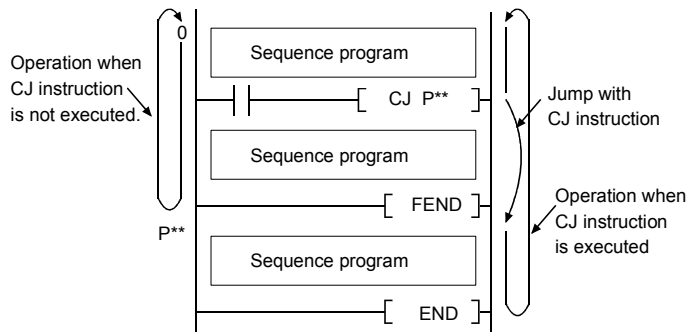 0
Operation when
CJ instruction
is not executed.
Sequence program
CJ P**
Jump with
CJ instruction
Sequence program
FEND
P**
Operation when
CJ instruction
is executed
Sequence program
END